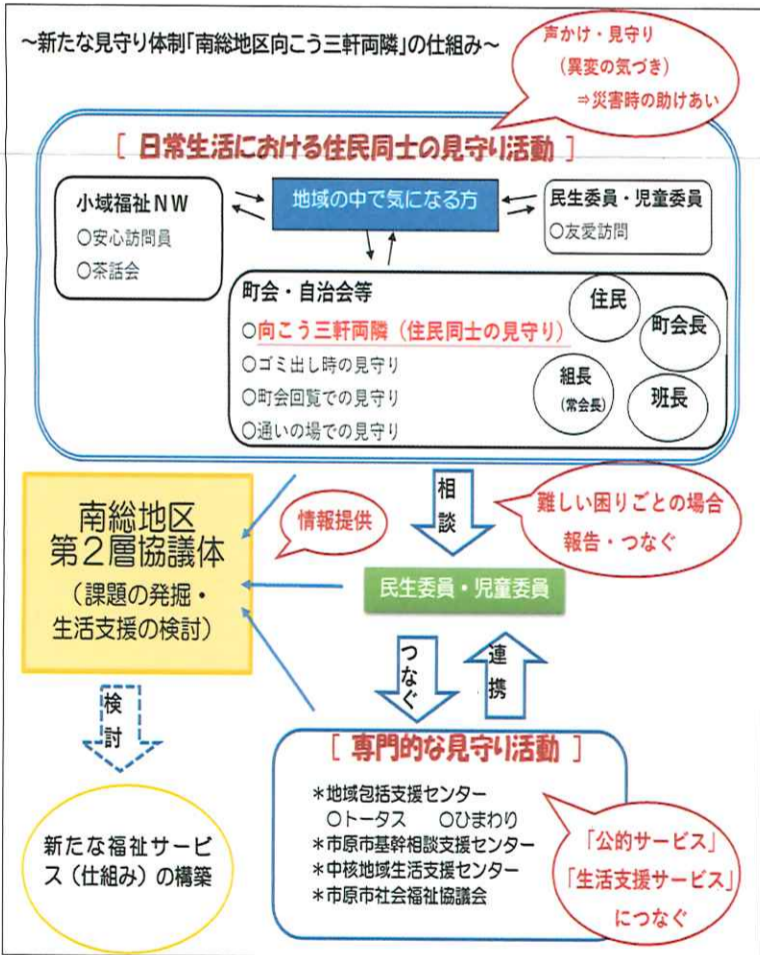 ～新たな見守り体制「南総地区向こう三軒両隣」の仕組み～
声かけ・見守り
(異変の気づき)
⇒災害時の助けあい
[ 日常生活における住民同士の見守り活動 ]
小域福祉NW
○安心訪問員
○茶話会
地域の中で気になる方
民生委員・児童委員
○友愛訪問
町会・自治会等
○向こう三軒両隣（住民同士の見守り）
○ゴミ出し時の見守り
○町会回覧での見守り
○通いの場での見守り
住民
町会長
組長
(常会長)
班長
南総地区
第２層協議体
（課題の発掘・
生活支援の検討）
情報提供
相談
難しい困りごとの場合
報告・つなぐ
民生委員・児童委員
つなぐ
連携
検討
新たな福祉サービ
ス（仕組み）の構築
[ 専門的な見守り活動 ]
＊地域包括支援センター
○トータス　○ひまわり
＊市原市基幹相談支援センター
＊中核地域生活支援センター
＊市原市社会福祉協議会
「公的サービス」
「生活支援サービス」
につなぐ